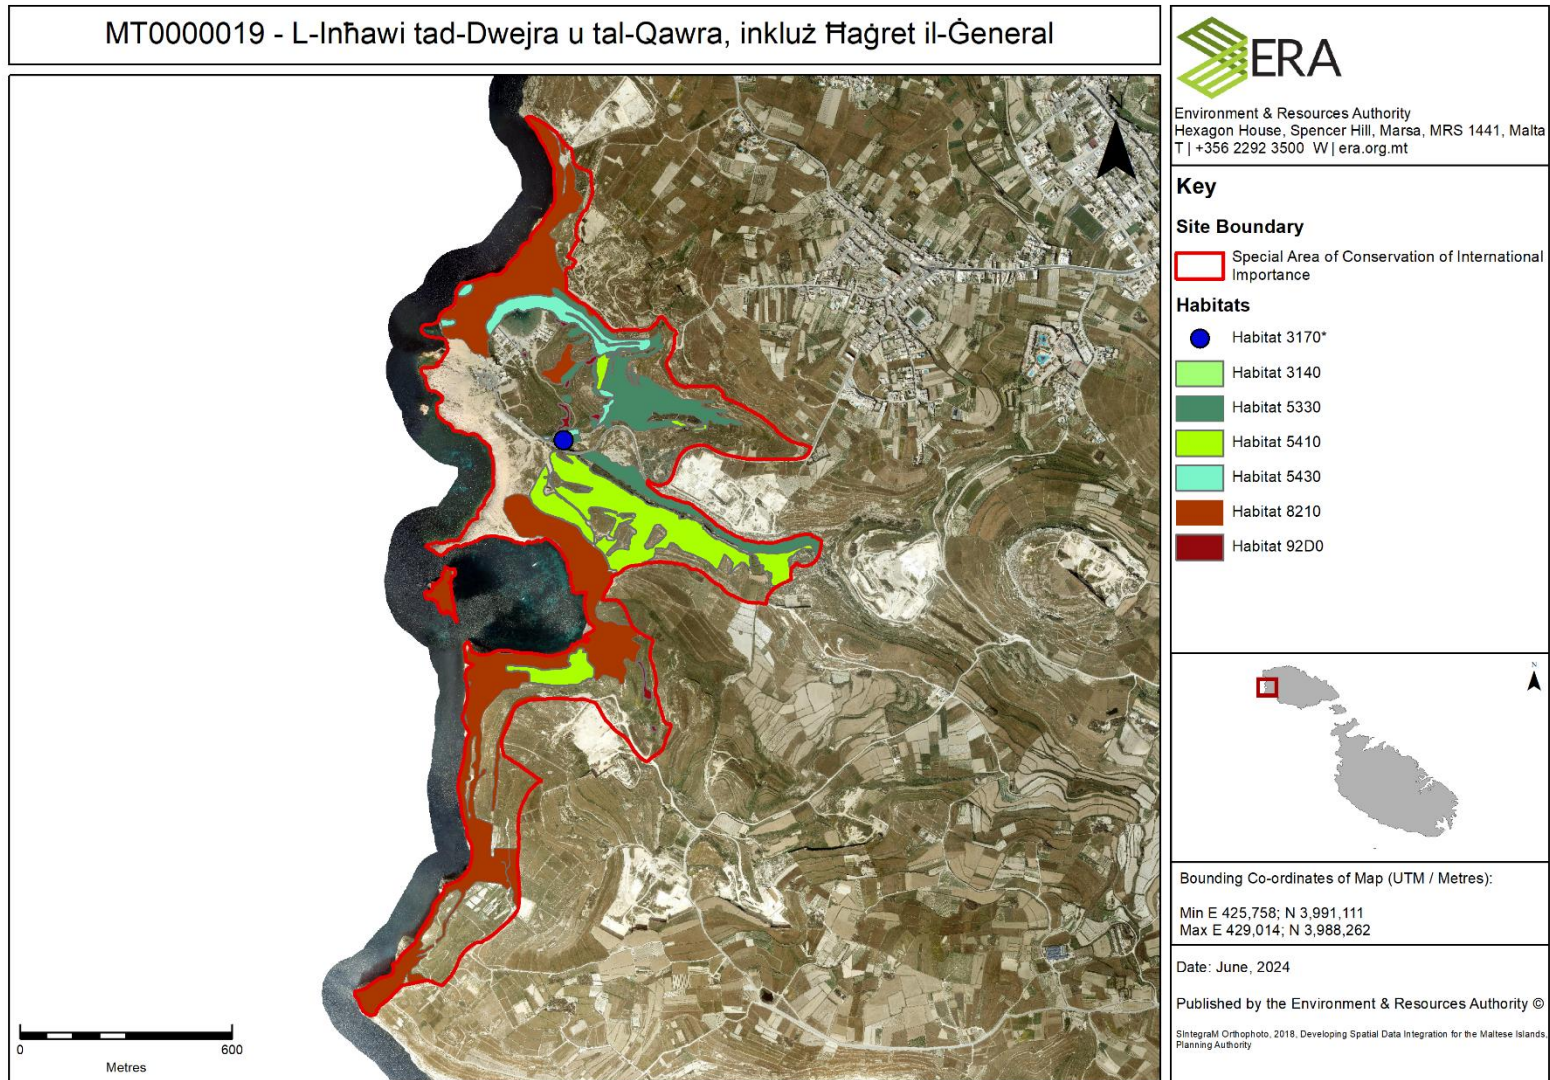 MT0000019 - L-Inħawi tad-Dwejra u tal-Qawra, inkluż Ħaġret il-Ġeneral
N
0
600
Metres
ERA
Environment & Resources Authority
Hexagon House, Spencer Hill, Marsa, MRS 1441, Malta
T | +356 2292 3500 W | era.org.mt
Key
Site Boundary
Special Area of Conservation of International
Importance
Habitats
Habitat 3170*
Habitat 3140
Habitat 5330
Habitat 5410
Habitat 5430
Habitat 8210
Habitat 92D0
N
Bounding Co-ordinates of Map (UTM / Metres):
Min E 425,758; N 3,991,111
Max E 429,014; N 3,988,262
Date: June, 2024
Published by the Environment & Resources Authority ©
SIntegraM Orthophoto, 2018, Developing Spatial Data Integration for the Maltese Islands,
Planning Authority